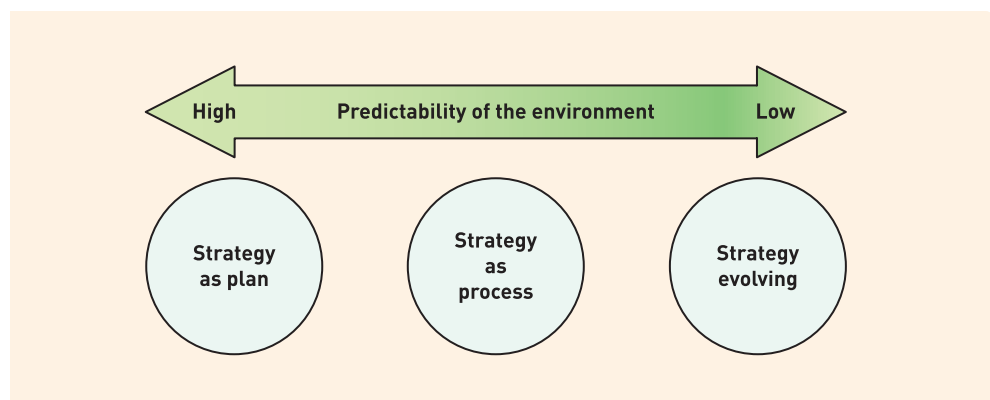 High Predictability of the environment Low
Strategy
as plan
Strategy
as
process
Strategy
evolving